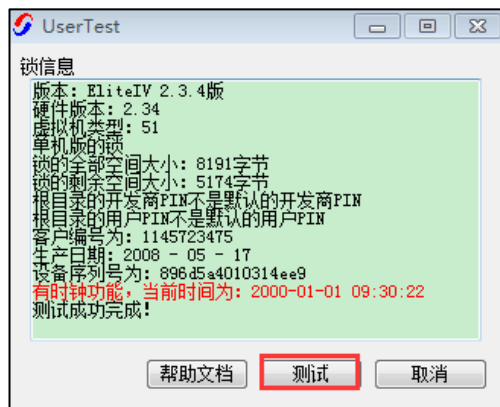 UserTest
锁信息
版本: EliteIV 2.3.4版
硬件版本: 2.34
虚拟机类型: 51
单机版的锁
锁的全部空间大小: 8191字节
锁的剩余空间大小: 5174字节
根目录的开发商PIN不是默认的开发商PIN
根目录的用户PIN不是默认的用户PIN
客户编号为: 1145723475
生产日期: 2008 - 05 - 17
设备序列号为: 896d5a4010314ee9
有时钟功能, 当前时间为: 2000-01-01 09:30:22
测试成功完成!
帮助文档 测试 取消